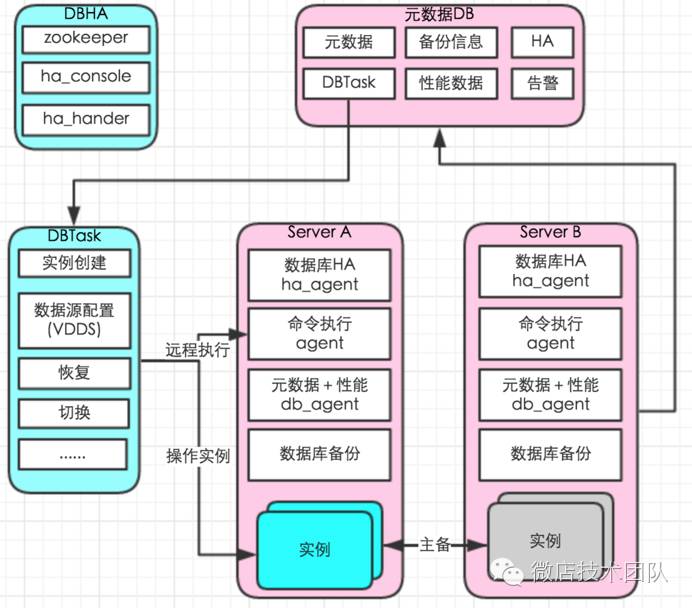 DBHA
zookeeper
ha_console
ha_hander
元数据DB
元数据
备份信息
HA
DBTask
性能数据
告警
DBTask
实例创建
数据源配置
(VDDS)
恢复
切换
......
远程执行
操作实例
Server A
数据库HA
ha_agent
命令执行
agent
元数据＋性能
db_agent
数据库备份
实例
主备
Server B
数据库HA
ha_agent
命令执行
agent
元数据＋性能
db_agent
数据库备份
实例
微店技术团队